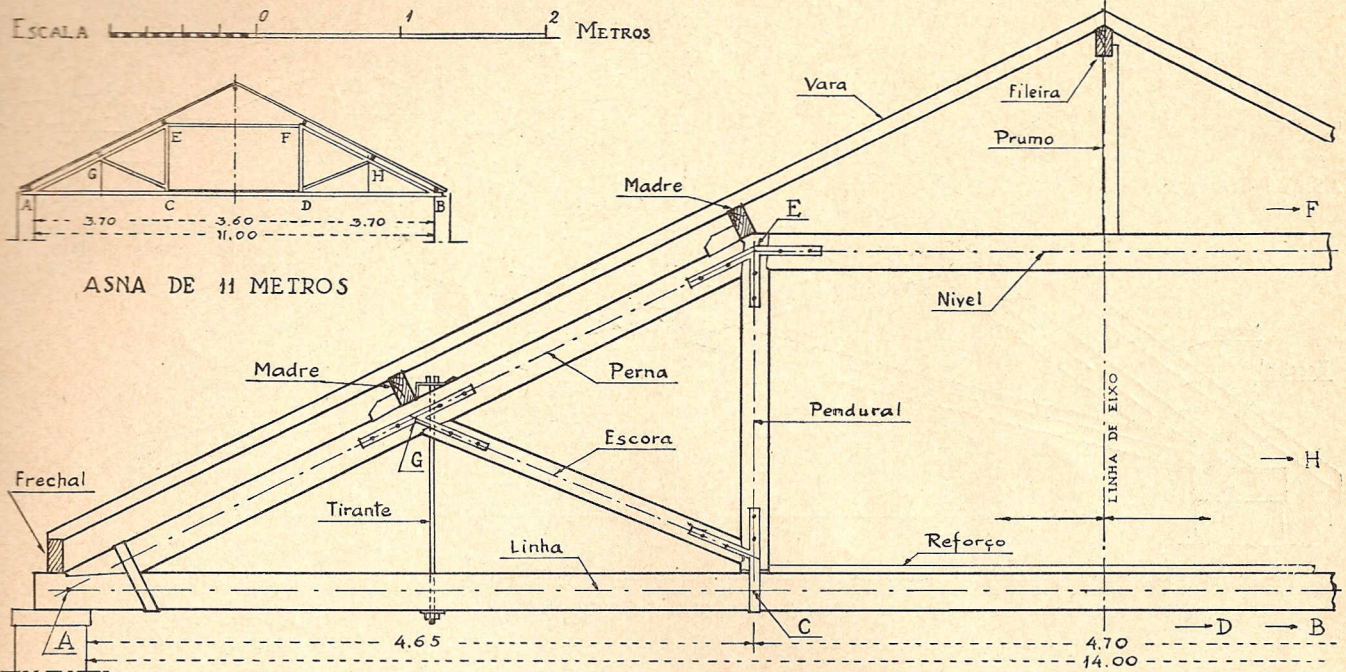 ESCALA 0 1 2 METROS
E F
G H
A C D B
3.70 3.60 3.70
11.00
ASNA DE 11 METROS
Vara
Fileira
Prumo
Madre
E
F
Nivel
Madre
Perna
Pendural
LINHA DE EIXO
Escora
G
H
Frechal
Tirante
Linha
Reforço
A
C
D B
4.65 4.70
14.00